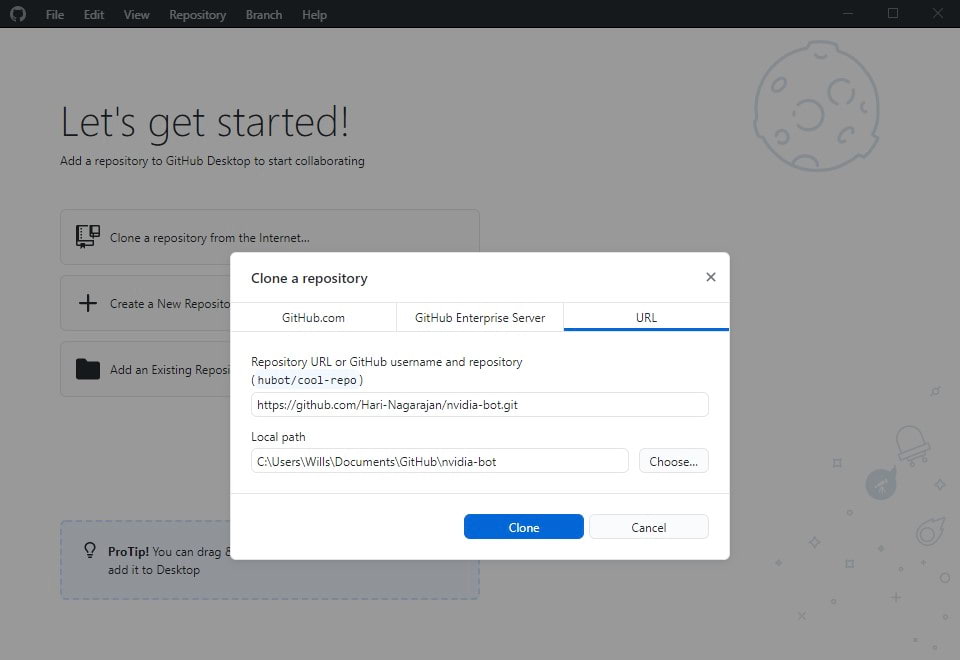 File Edit View Repository Branch Help
Let's get started!
Add a repository to GitHub Desktop to start collaborating
Clone a repository from the Internet...
Create a New Reposito
Add an Existing Reposi
ProTip! You can drag &
add it to Desktop
Clone a repository
GitHub.com GitHub Enterprise Server URL
Repository URL or GitHub username and repository
(hubot/cool-repo)
https://github.com/Hari-Nagarajan/nvidia-bot.git
Local path
C:\Users\Wills\Documents\GitHub\nvidia-bot Choose...
Clone Cancel